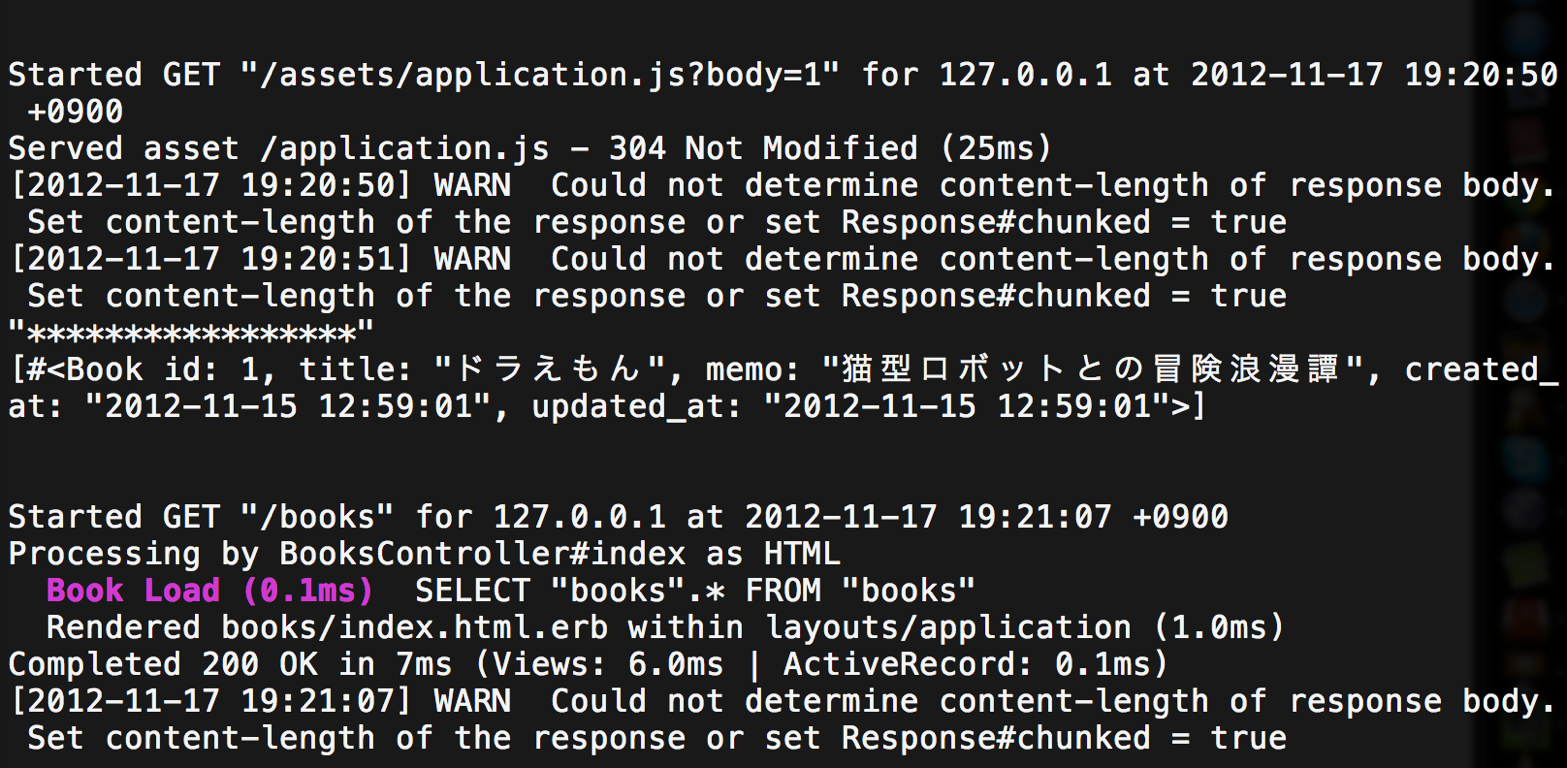 Started GET "/assets/application.js?body=1" for 127.0.0.1 at 2012-11-17 19:20:50
 +0900
Served asset /application.js - 304 Not Modified (25ms)
[2012-11-17 19:20:50] WARN  Could not determine content-length of response body.
 Set content-length of the response or set Response#chunked = true
[2012-11-17 19:20:51] WARN  Could not determine content-length of response body.
 Set content-length of the response or set Response#chunked = true
"*****************"
[#<Book id: 1, title: "ドラえもん", memo: "猫型ロボットとの冒険浪漫譚", created_
at: "2012-11-15 12:59:01", updated_at: "2012-11-15 12:59:01">]
Started GET "/books" for 127.0.0.1 at 2012-11-17 19:21:07 +0900
Processing by BooksController#index as HTML
  Book Load (0.1ms)  SELECT "books".* FROM "books"
  Rendered books/index.html.erb within layouts/application (1.0ms)
Completed 200 OK in 7ms (Views: 6.0ms | ActiveRecord: 0.1ms)
[2012-11-17 19:21:07] WARN  Could not determine content-length of response body.
 Set content-length of the response or set Response#chunked = true